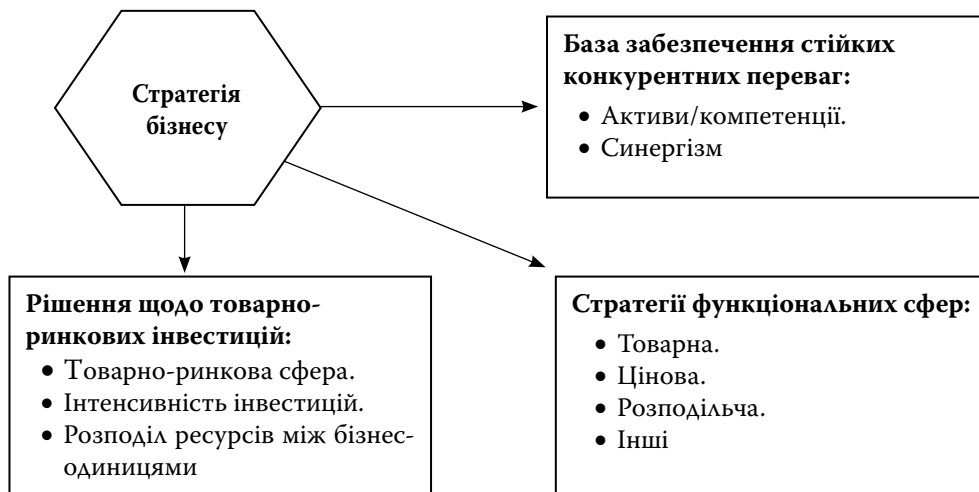 Стратегія
бізнесу
База забезпечення стійких
конкурентних переваг:
• Активи/компетенції.
• Синергізм
Рішення щодо товарно-
ринкових інвестицій:
• Товарно-ринкова сфера.
• Інтенсивність інвестицій.
• Розподіл ресурсів між бізнес-
одиницями
Стратегії функціональних сфер:
• Товарна.
• Цінова.
• Розподільча.
• Інші